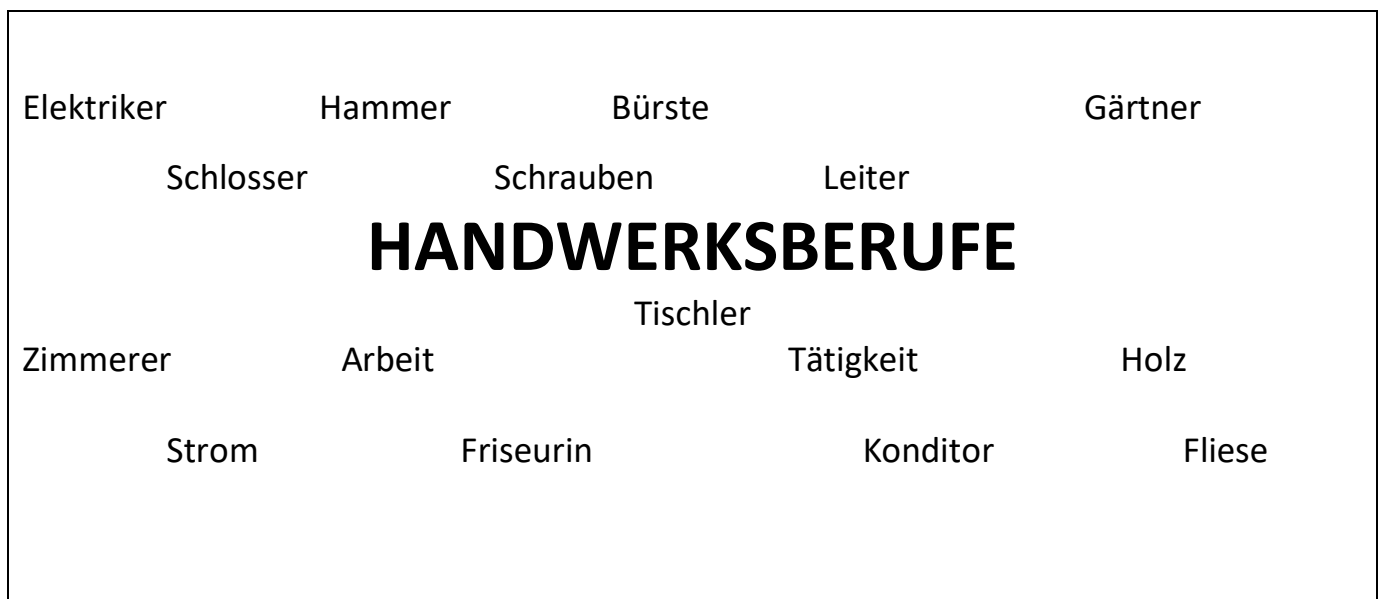 Elektriker Hammer Bürste Gärtner
Schlosser Schrauben Leiter
HANDWERKSBERUFE
Tischler
Zimmerer Arbeit Tätigkeit Holz
Strom Friseurin Konditor Fliese